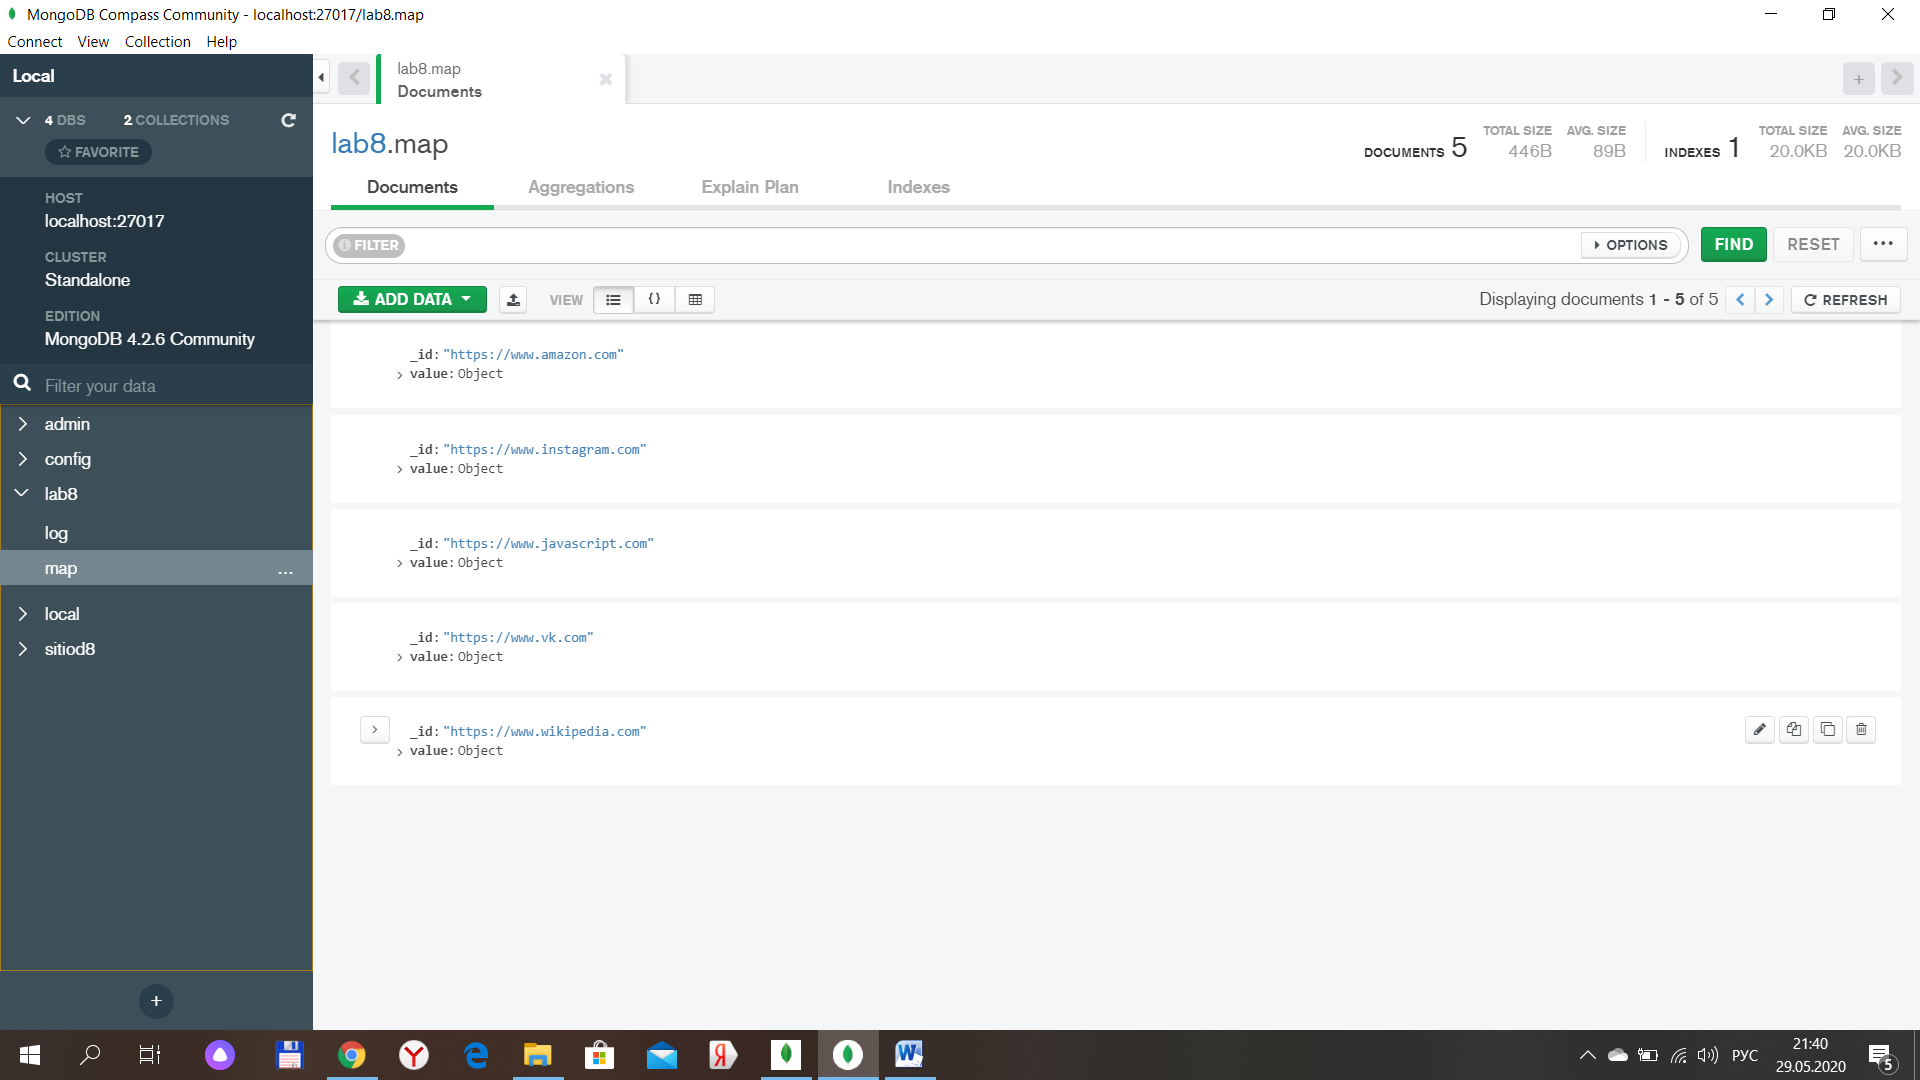 MongoDB Compass Community - localhost:27017/lab8.map
Connect View Collection Help
Local
4 DBS 2 COLLECTIONS
FAVORITE
HOST
localhost:27017
CLUSTER
Standalone
EDITION
MongoDB 4.2.6 Community
Filter your data
admin
config
lab8
log
map ...
local
sitiod8
+
lab8.map
Documents
+
lab8.map
DOCUMENTS 5
TOTAL SIZE AVG. SIZE
446B 89B
INDEXES 1
TOTAL SIZE AVG. SIZE
20.0KB 20.0KB
Documents Aggregations Explain Plan Indexes
FILTER OPTIONS FIND RESET ...
ADD DATA VIEW {} Displaying documents 1 - 5 of 5 REFRESH
_id: "https://www.amazon.com"
value: Object
_id: "https://www.instagram.com"
value: Object
_id: "https://www.javascript.com"
value: Object
_id: "https://www.vk.com"
value: Object
_id: "https://www.wikipedia.com"
value: Object
РУС
21:40
29.05.2020
5